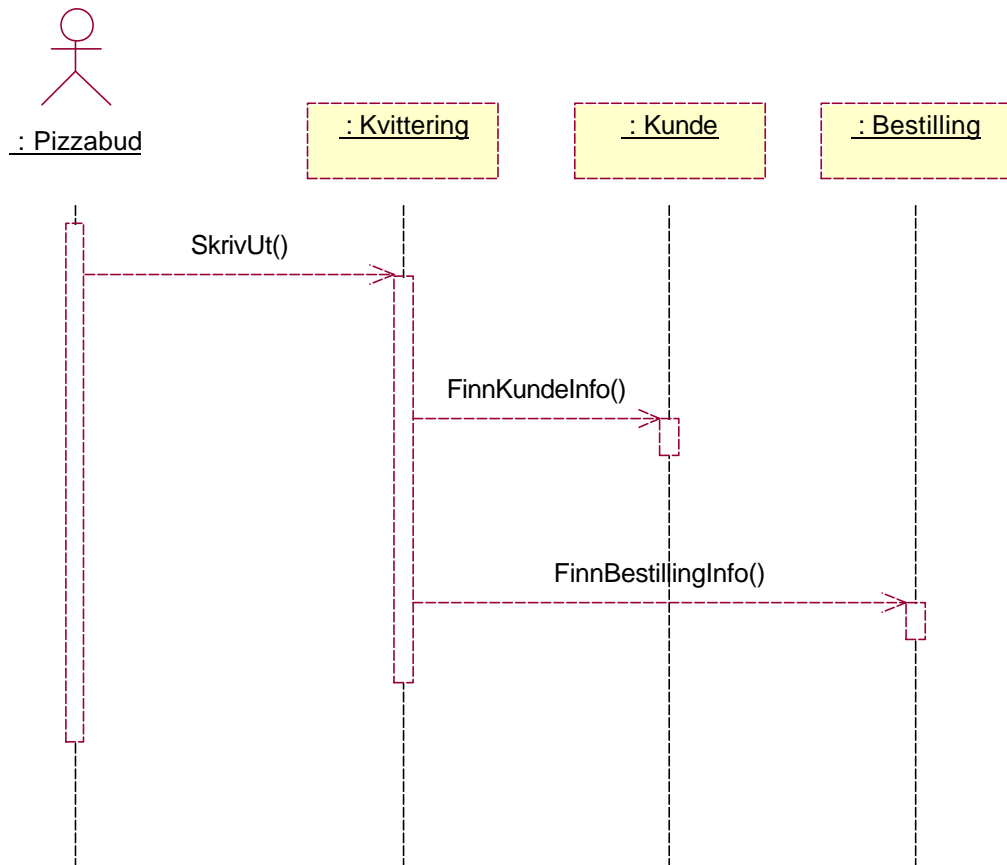 : Pizzabud
: Kvittering
: Kunde
: Bestilling
SkrivUt()
FinnKundeInfo()
FinnBestillingInfo()